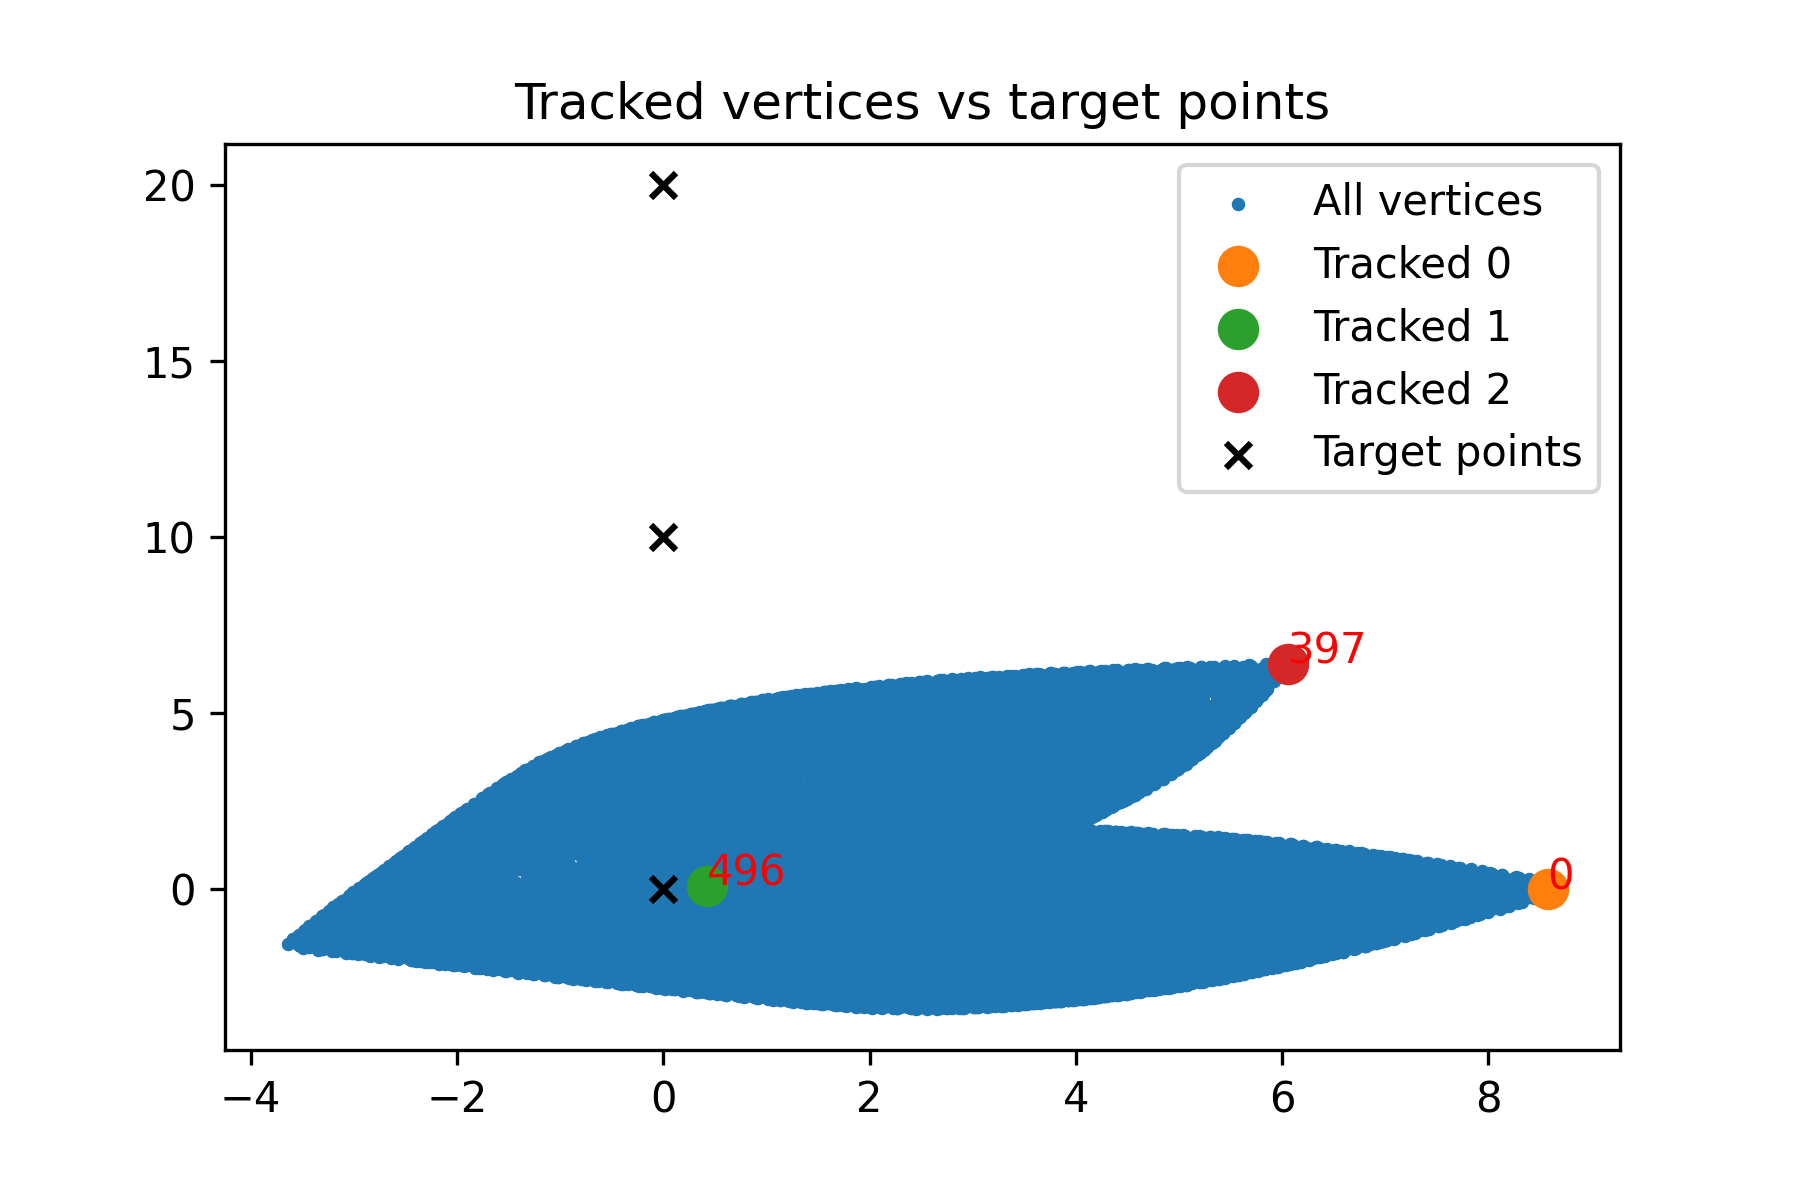 Tracked vertices vs target points
20
15
10
5
0
−4
−2
0
2
4
6
8
All vertices
Tracked 0
Tracked 1
Tracked 2
Target points
397
496
0